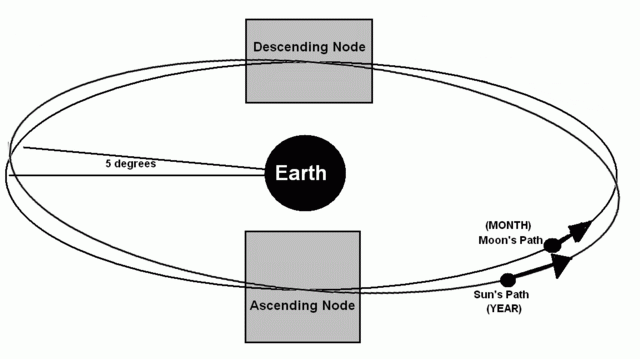 Descending Node
5 degrees
Earth
(MONTH)
Moon's Path
Ascending Node
Sun's Path
(YEAR)